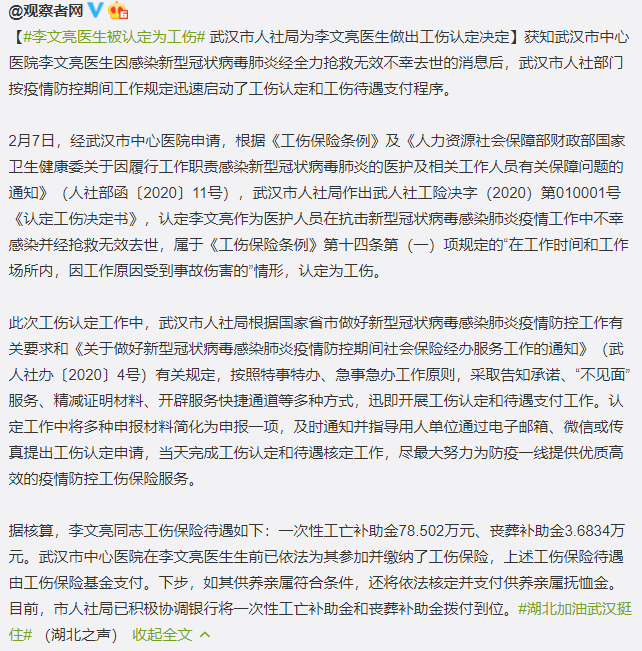 @观察者网
【#李文亮医生被认定为工伤# 武汉市人社局为李文亮医生做出工伤认定决定】获知武汉市中心
医院李文亮医生因感染新型冠状病毒肺炎经全力抢救无效不幸去世的消息后，武汉市人社部门
按疫情防控期间工作规定迅速启动了工伤认定和工伤待遇支付程序。
2月7日，经武汉市中心医院申请，根据《工伤保险条例》及《人力资源社会保障部财政部国家
卫生健康委关于因履行工作职责感染新型冠状病毒肺炎的医护及相关工作人员有关保障问题的
通知》（人社部函〔2020〕11号），武汉市人社局作出武人社工险决字（2020）第010001号
《认定工伤决定书》，认定李文亮作为医护人员在抗击新型冠状病毒感染肺炎疫情工作中不幸
感染并经抢救无效去世，属于《工伤保险条例》第十四条第（一）项规定的“在工作时间和工作
场所内，因工作原因受到事故伤害的”情形，认定为工伤。
此次工伤认定工作中，武汉市人社局根据国家省市做好新型冠状病毒感染肺炎疫情防控工作有
关要求和《关于做好新型冠状病毒感染肺炎疫情防控期间社会保险经办服务工作的通知》（武
人社办〔2020〕4号）有关规定，按照特事特办、急事急办工作原则，采取告知承诺、“不见面”
服务、精减证明材料、开辟服务快捷通道等多种方式，迅即开展工伤认定和待遇支付工作。认
定工作中将多种申报材料简化为申报一项，及时通知并指导用人单位通过电子邮箱、微信或传
真提出工伤认定申请，当天完成工伤认定和待遇核定工作，尽最大努力为防疫一线提供优质高
效的疫情防控工伤保险服务。
据核算，李文亮同志工伤保险待遇如下：一次性工亡补助金78.502万元、丧葬补助金3.6834万
元。武汉市中心医院在李文亮医生生前已依法为其参加并缴纳了工伤保险，上述工伤保险待遇
由工伤保险基金支付。下步，如其供养亲属符合条件，还将依法核定并支付供养亲属抚恤金。
目前，市人社局已积极协调银行将一次性工亡补助金和丧葬补助金拨付到位。#湖北加油武汉挺
住# （湖北之声） 收起全文